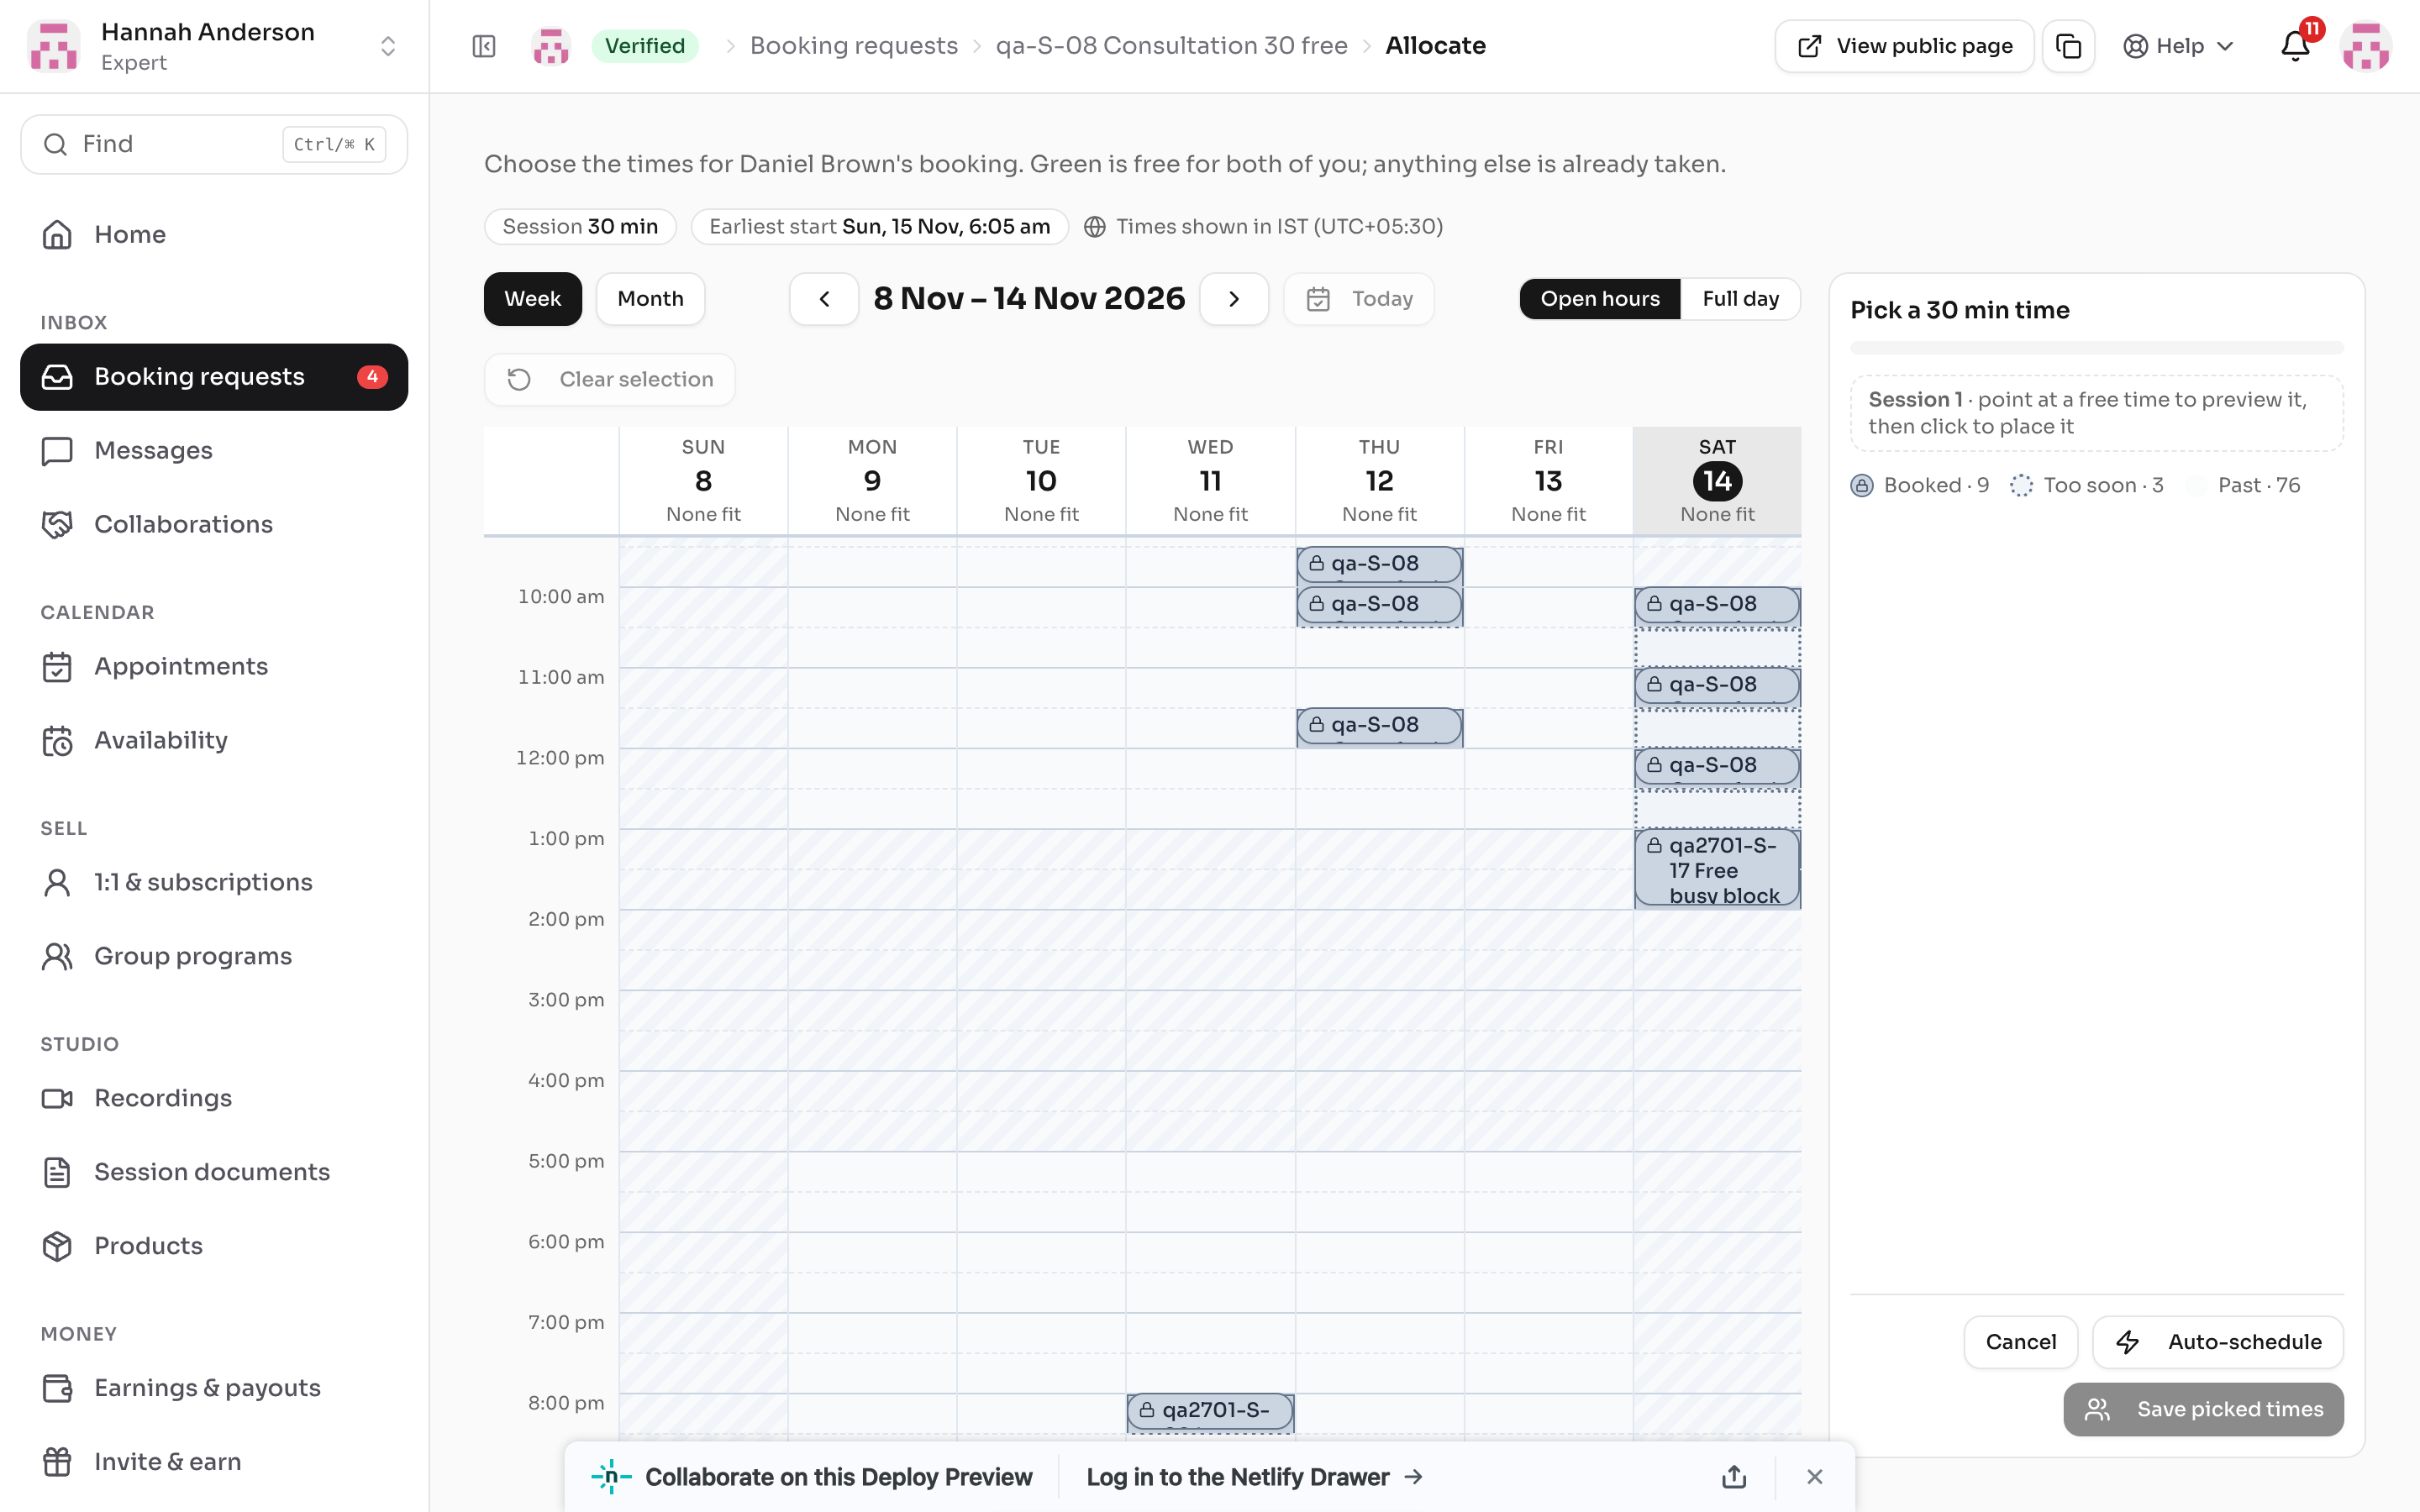 Hannah Anderson
Expert
Verified
Booking requests
qa-S-08 Consultation 30 free
Allocate
View public page
Help
11
Find
Ctrl/⌘ K
Home
INBOX
Booking requests
4
Messages
Collaborations
CALENDAR
Appointments
Availability
SELL
1:1 & subscriptions
Group programs
STUDIO
Recordings
Session documents
Products
MONEY
Earnings & payouts
Invite & earn
Choose the times for Daniel Brown's booking. Green is free for both of you; anything else is already taken.
Session 30 min
Earliest start Sun, 15 Nov, 6:05 am
Times shown in IST (UTC+05:30)
Week
Month
8 Nov – 14 Nov 2026
Today
Open hours
Full day
Clear selection
SUN
8
None fit
MON
9
None fit
TUE
10
None fit
WED
11
None fit
THU
12
None fit
FRI
13
None fit
SAT
14
None fit
qa-S-08
10:00 am
qa-S-08
qa-S-08
11:00 am
qa-S-08
qa-S-08
12:00 pm
qa-S-08
1:00 pm
qa2701-S-
17 Free
busy block
2:00 pm
3:00 pm
4:00 pm
5:00 pm
6:00 pm
7:00 pm
8:00 pm
qa2701-S-
Pick a 30 min time
Session 1 · point at a free time to preview it,
then click to place it
Booked · 9
Too soon · 3
Past · 76
Cancel
Auto-schedule
Save picked times
Collaborate on this Deploy Preview
Log in to the Netlify Drawer →